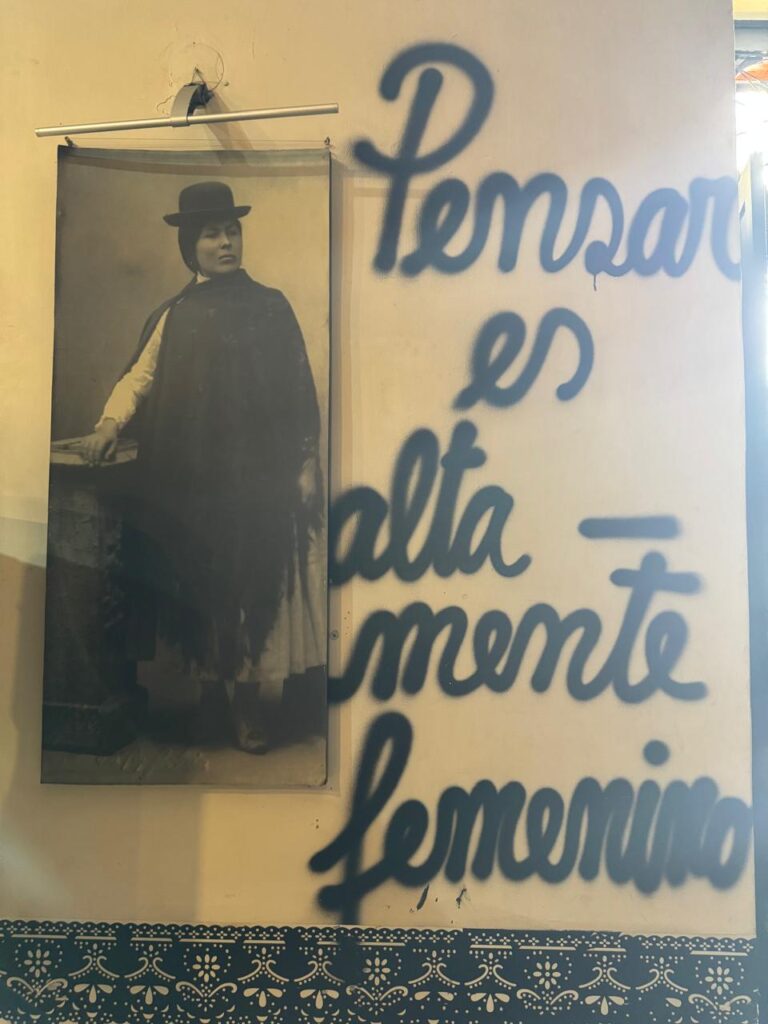 Pensar
es
alta-
mente
femenino